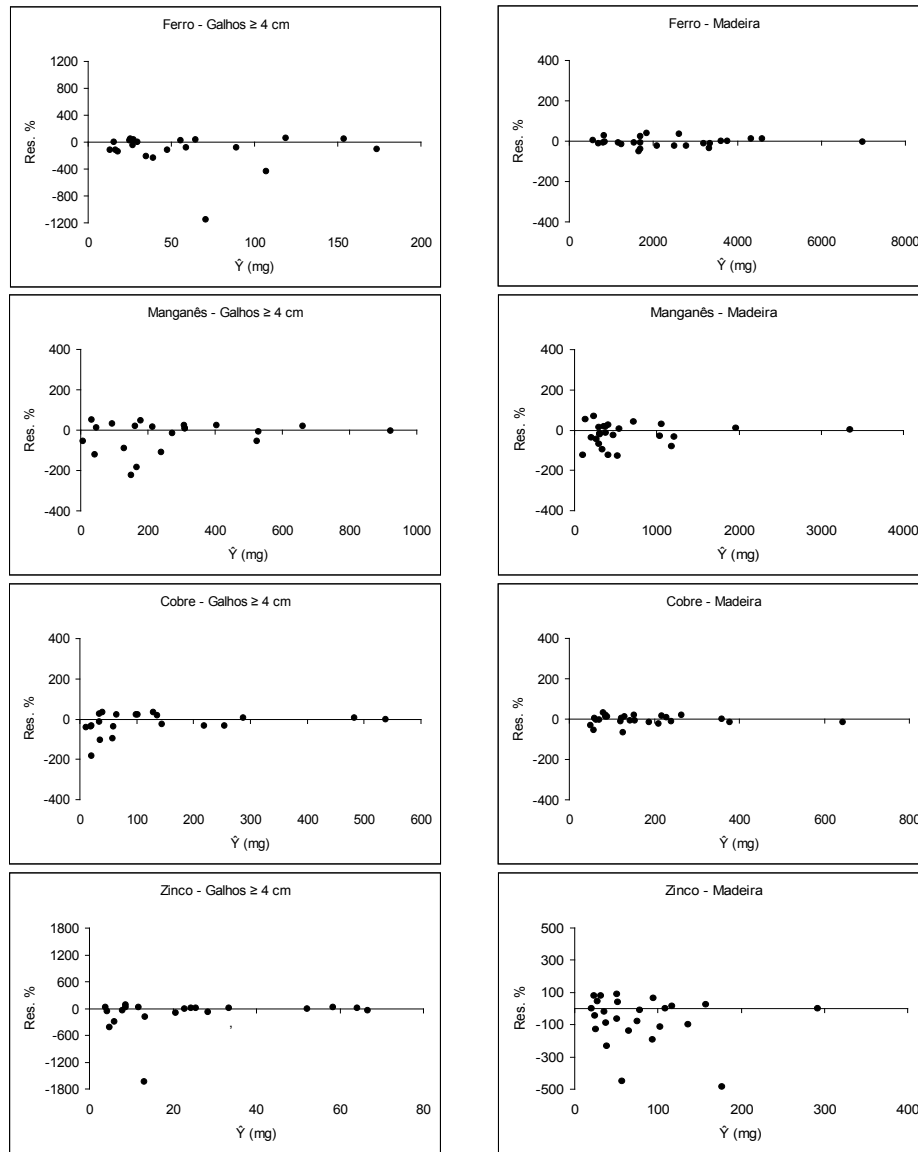 Ferro - Galhos ≥ 4 cm
1200
800
400
0
-400
-800
-1200
Res. %
0 50 100 150 200
Ŷ (mg)
Ferro - Madeira
400
200
0
-200
-400
Res. %
0 2000 4000 6000 8000
Ŷ (mg)
Manganês - Galhos ≥ 4 cm
400
200
0
-200
-400
Res. %
0 200 400 600 800 1000
Ŷ (mg)
Manganês - Madeira
400
200
0
-200
-400
Res. %
0 1000 2000 3000 4000
Ŷ (mg)
Cobre - Galhos ≥ 4 cm
400
200
0
-200
-400
Res. %
0 100 200 300 400 500 600
Ŷ (mg)
Cobre - Madeira
400
200
0
-200
-400
Res. %
0 200 400 600 800
Ŷ (mg)
Zinco - Galhos ≥ 4 cm
1800
1200
600
0
-600
-1200
-1800
Res. %
0 20 40 60 80
Ŷ (mg)
Zinco - Madeira
500
300
100
-100
-300
-500
Res. %
0 100 200 300 400
Ŷ (mg)